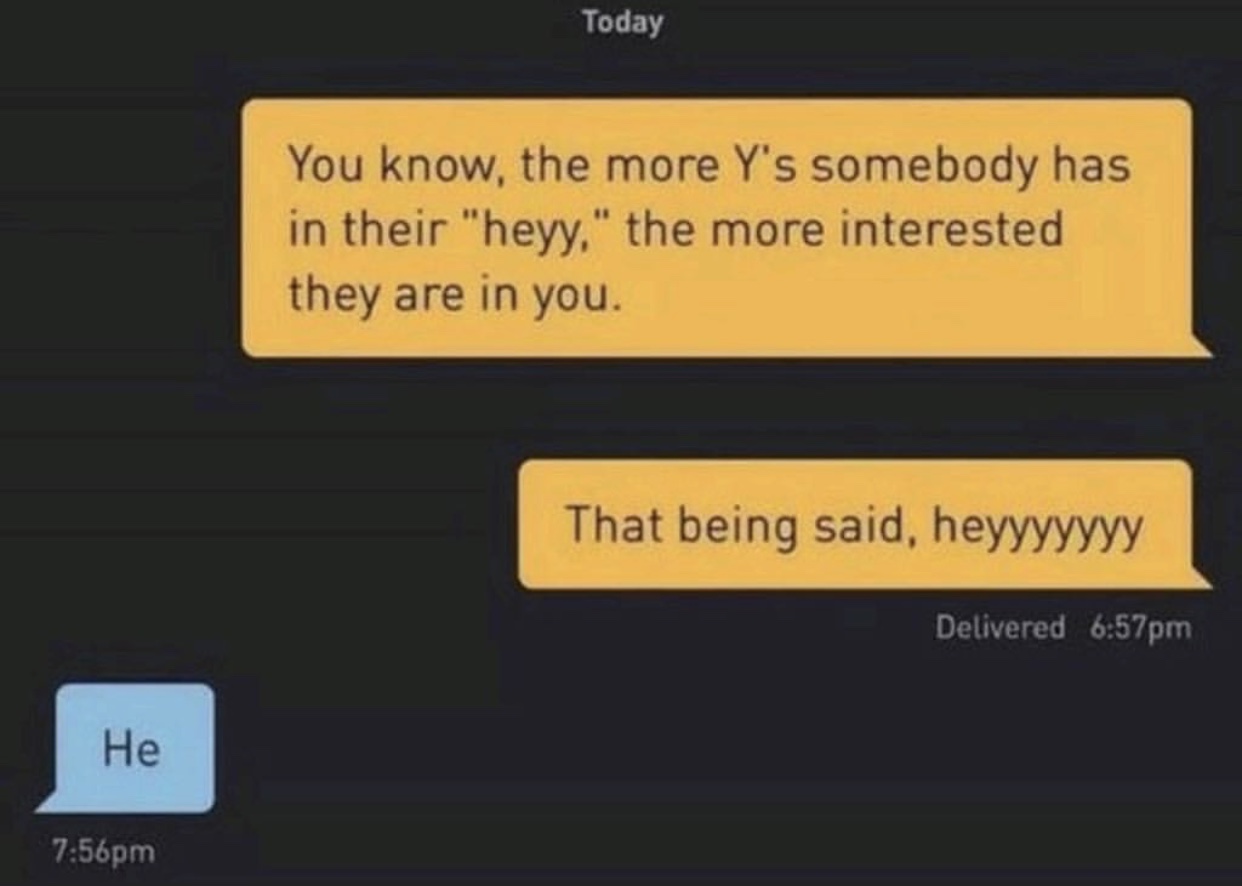 Today
You know, the more Y's somebody has
in their "heyy," the more interested
they are in you.
That being said, heyyyyyyy
Delivered 6:57pm
He
7:56pm